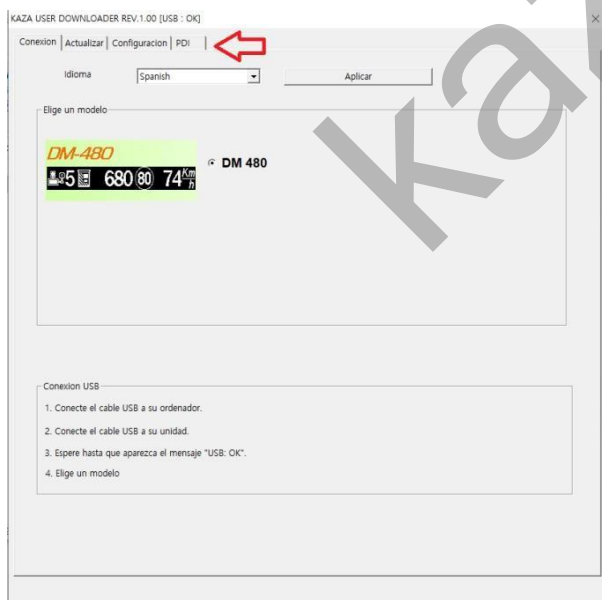 KAZA USER DOWNLOADER REV.1.00 [USB : OK]
Conexion Actualizar Configuracion PDI
Idioma Spanish Aplicar
Elige un modelo
DM-480
5 680 80 74 Km/h
DM 480
Conexion USB
1. Conecte el cable USB a su ordenador.
2. Conecte el cable USB a su unidad.
3. Espere hasta que aparezca el mensaje "USB: OK".
4. Elige un modelo